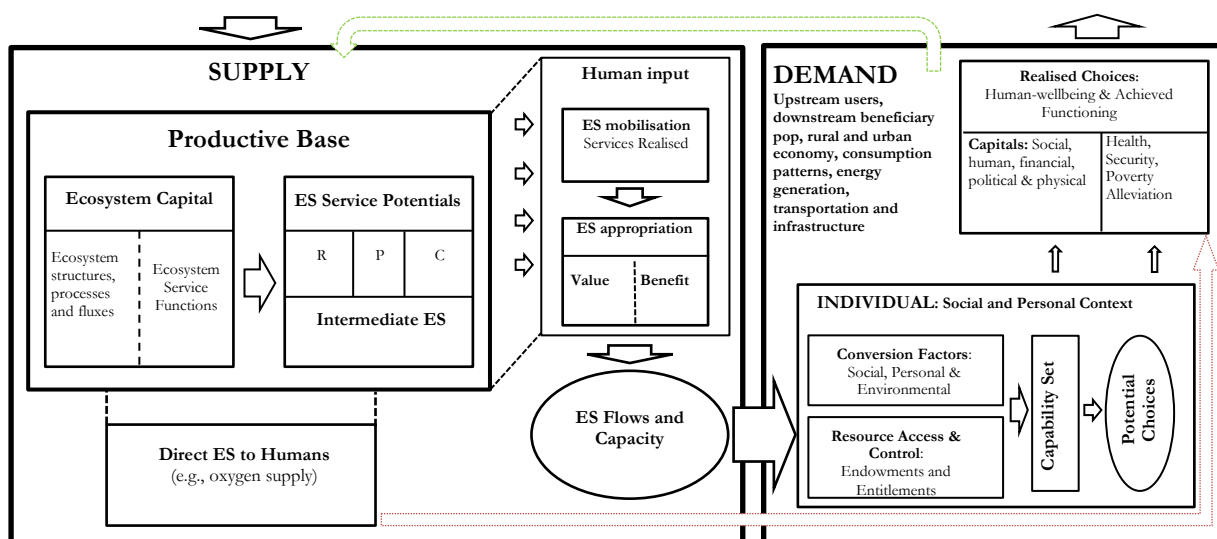 SUPPLY
Productive Base
Ecosystem Capital
Ecosystem
structures,
processes
and fluxes
Ecosystem
Service
Functions
ES Service Potentials
R
P
C
Intermediate ES
Direct ES to Humans
(e.g., oxygen supply)
Human input
ES mobilisation
Services Realised
ES appropriation
Value
Benefit
ES Flows and
Capacity
DEMAND
Upstream users,
downstream beneficiary
pop, rural and urban
economy, consumption
patterns, energy
generation,
transportation and
infrastructure
Realised Choices:
Human-wellbeing & Achieved
Functioning
Capitals: Social,
human, financial,
political & physical
Health,
Security,
Poverty
Alleviation
INDIVIDUAL: Social and Personal Context
Conversion Factors:
Social, Personal &
Environmental
Resource Access &
Control:
Endowments and
Entitlements
Capability Set
Potential
Choices